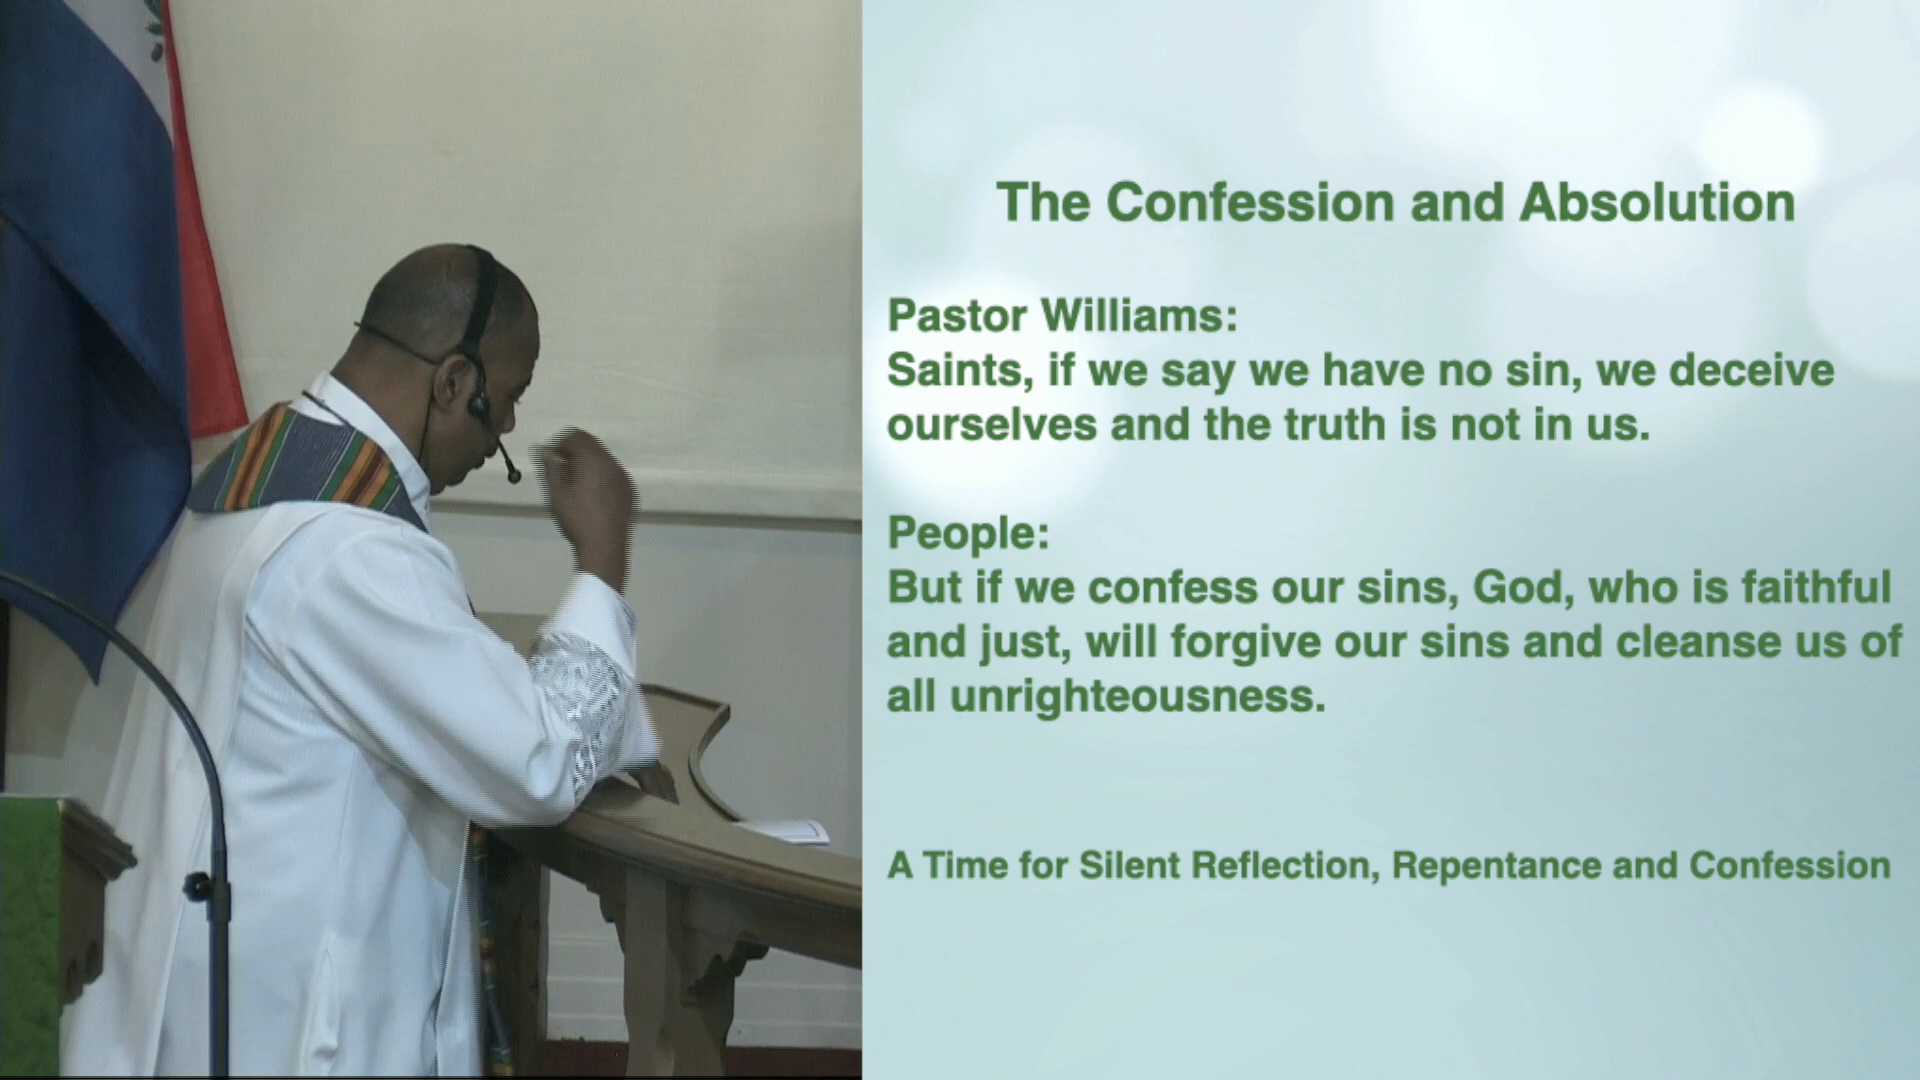 The Confession and Absolution
Pastor Williams:
Saints, if we say we have no sin, we deceive
ourselves and the truth is not in us.
People:
But if we confess our sins, God, who is faithful
and just, will forgive our sins and cleanse us of
all unrighteousness.
A Time for Silent Reflection, Repentance and Confession